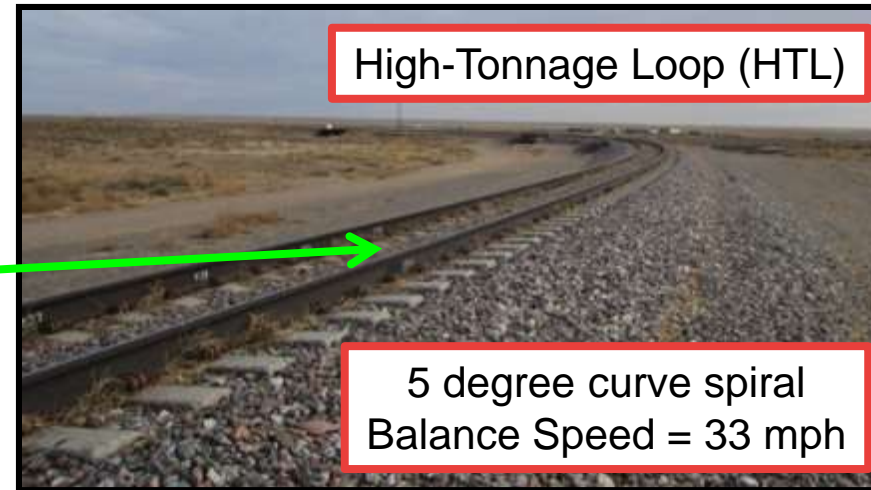 High-Tonnage Loop (HTL)
5 degree curve spiral
Balance Speed = 33 mph